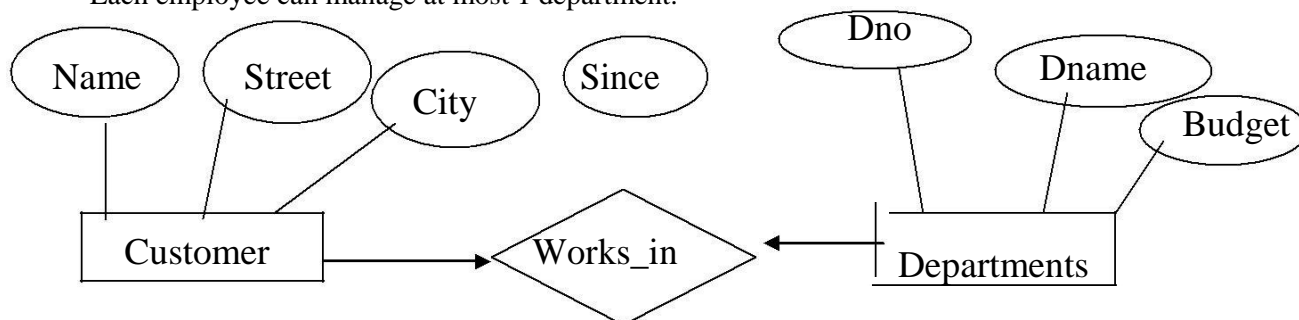 Each employee can manage at most 1 department.
Dno
Name Street Since Dname
City Budget
Customer Works_in Departments